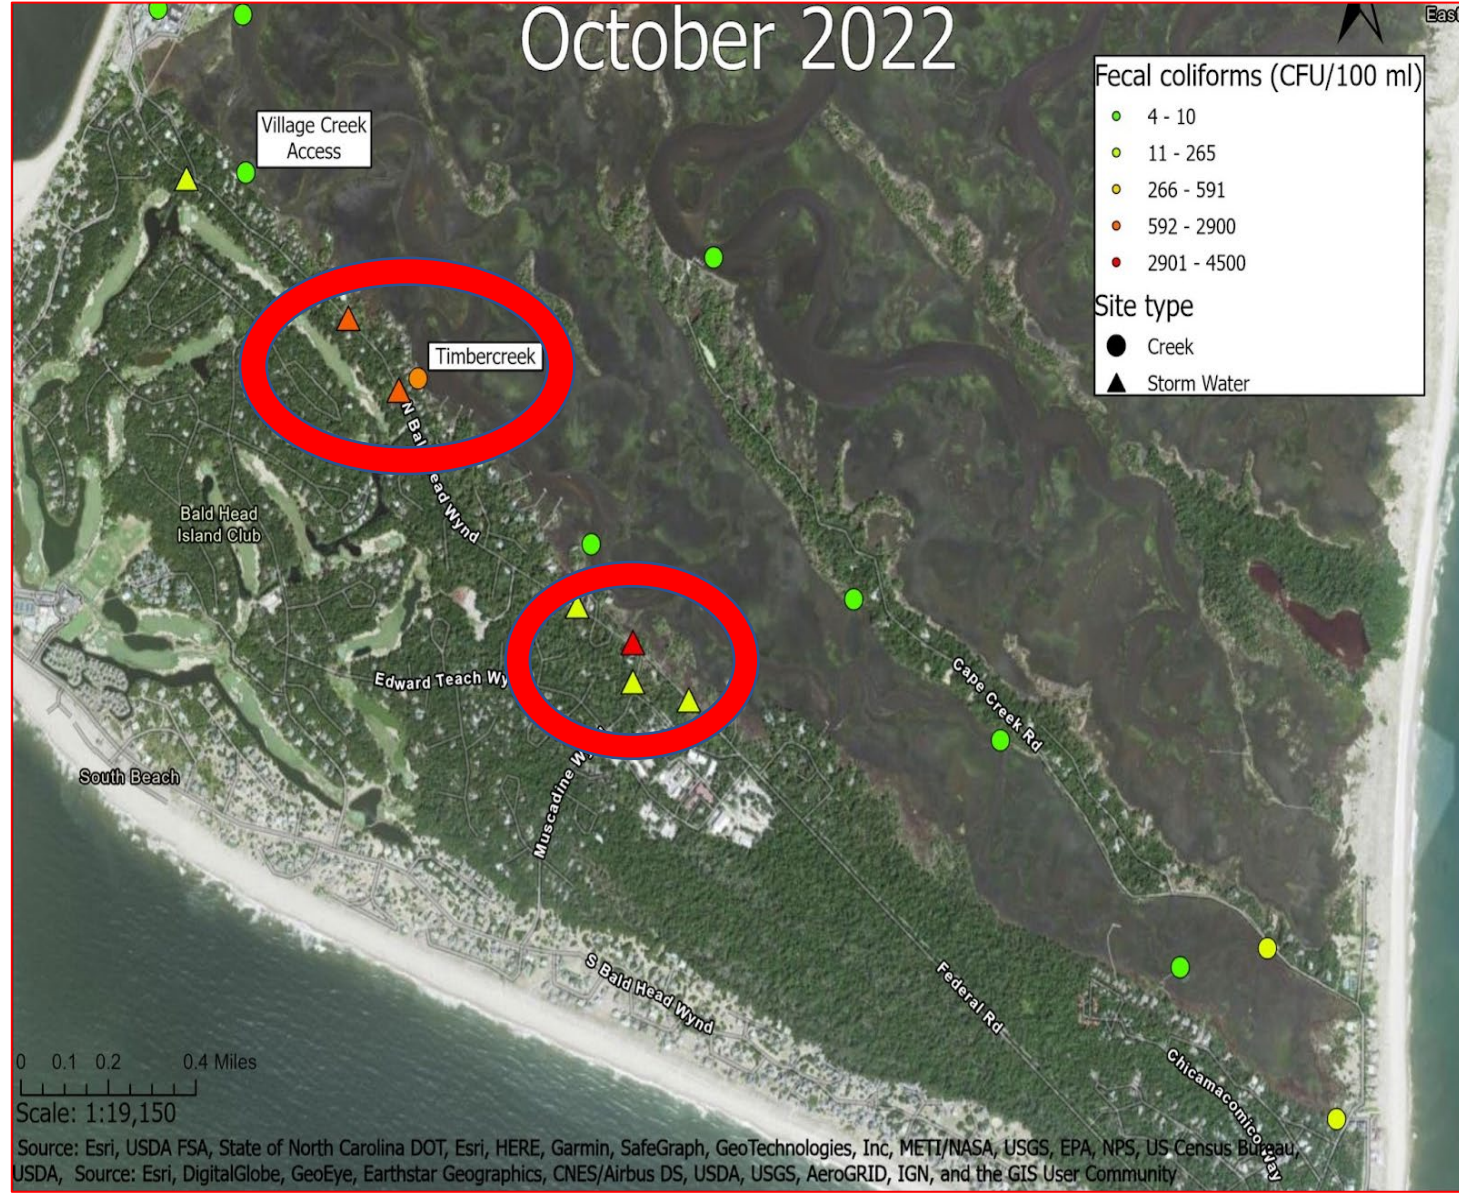 October 2022
East
Fecal coliforms (CFU/100 ml)
4 - 10
11 - 265
266 - 591
592 - 2900
2901 - 4500
Site type
Creek
Storm Water
Village Creek
Access
Timbercreek
N Bald Head Wynd
Bald Head
Island Club
Edward Teach Wy
Muscadine W
Cape Creek Rd
South Beach
S Bald Head Wynd
Federal Rd
Chicamacomico Way
0 0.1 0.2 0.4 Miles
Scale: 1:19,150
Source: Esri, USDA FSA, State of North Carolina DOT, Esri, HERE, Garmin, SafeGraph, GeoTechnologies, Inc, METI/NASA, USGS, EPA, NPS, US Census Bureau,
USDA, Source: Esri, DigitalGlobe, GeoEye, Earthstar Geographics, CNES/Airbus DS, USDA, USGS, AeroGRID, IGN, and the GIS User Community